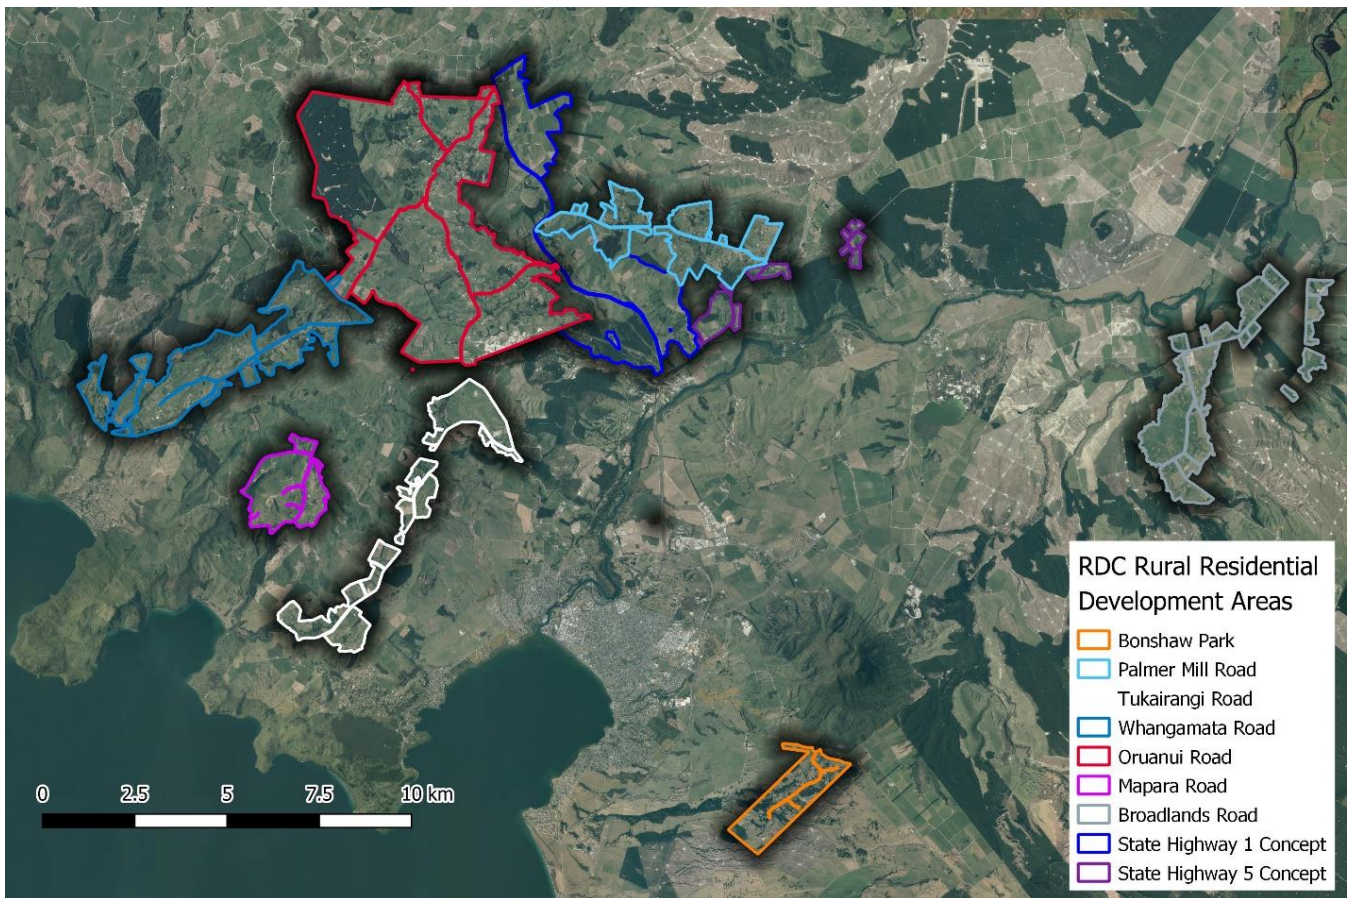 RDC Rural Residential
Development Areas
Bonshaw Park
Palmer Mill Road
Tukairangi Road
Whangamata Road
Oruanui Road
Mapara Road
Broadlands Road
State Highway 1 Concept
State Highway 5 Concept
0 2.5 5 7.5 10 km